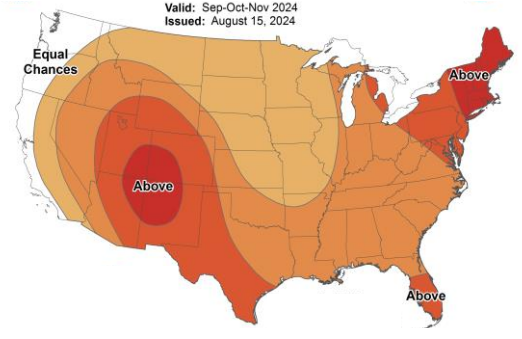 Valid: Sep-Oct-Nov 2024
Issued: August 15, 2024
Equal
Chances
Above
Above
Above